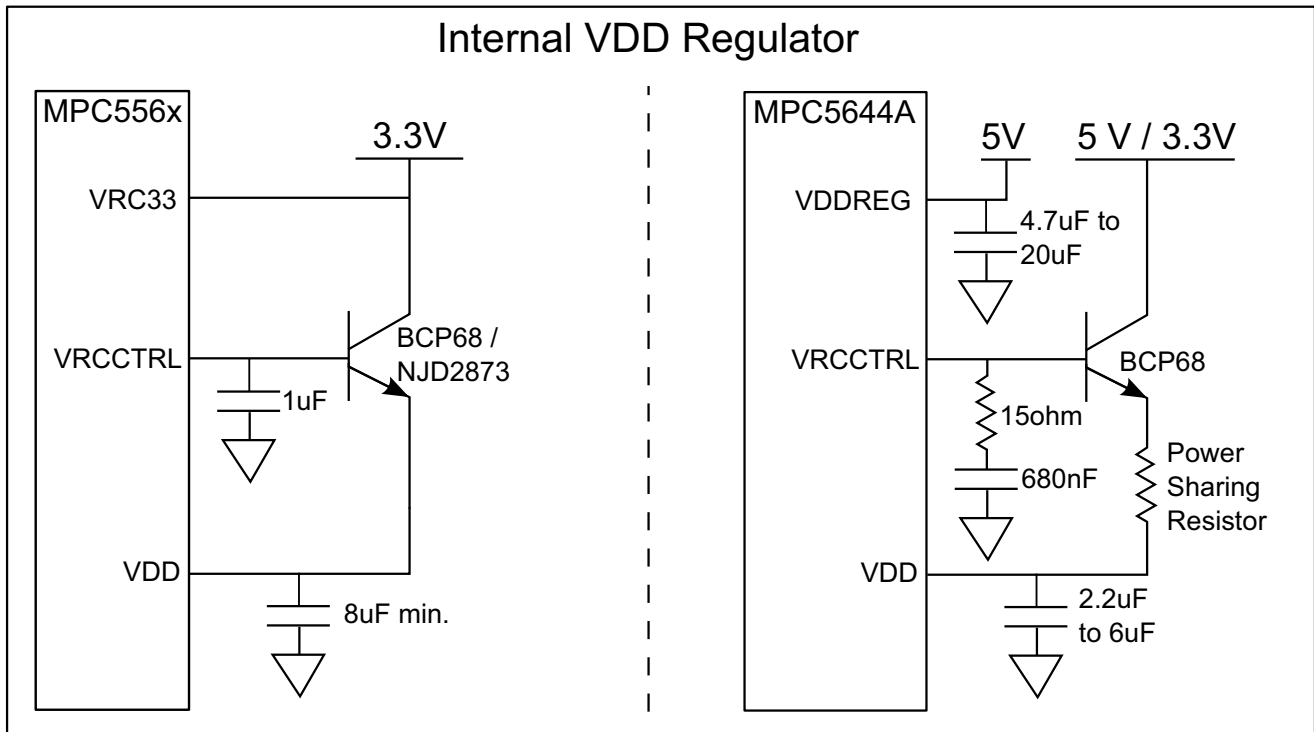 Internal VDD Regulator
MPC556x
3.3V
VRC33
VRCCTRL
BCP68 /
NJD2873
1uF
VDD
8uF min.
MPC5644A
5V
5 V / 3.3V
VDDREG
4.7uF to
20uF
VRCCTRL
BCP68
15ohm
680nF
Power
Sharing
Resistor
VDD
2.2uF
to 6uF